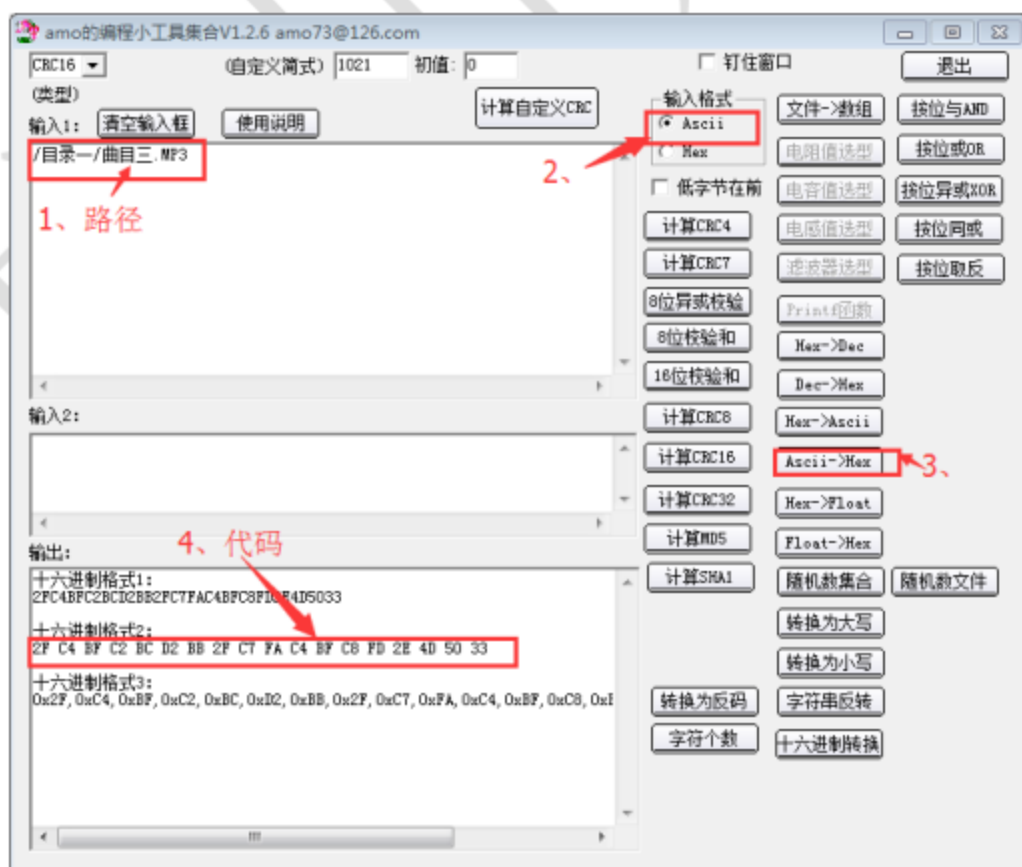 amo的编程小工具集合V1.2.6 amo73@126.com
CRC16 (自定义简式) 1021 初值: 0 钉住窗口 退出
(类型)
输入1: 清空输入框 使用说明 计算自定义CRC
输入格式
Ascii
Hex
低字节在前
/目录一/曲目三.MP3
1、路径
2、
计算CRC4
计算CRC7
8位异或校验
8位校验和
16位校验和
计算CRC8
计算CRC16
计算CRC32
计算MD5
计算SHA1
转换为反码
字符个数
文件->数组
电阻值选型
电容值选型
电感值选型
滤波器选型
Printf函数
Hex->Dec
Dec->Hex
Hex->Ascii
Ascii->Hex
3、
Hex->Float
Float->Hex
随机数集合
转换为大写
转换为小写
字符串反转
十六进制转换
按位与AND
按位或OR
按位异或XOR
按位同或
按位取反
随机数文件
输入2:
输出:
4、代码
十六进制格式1:
十六进制格式2:
2F C4 BF C2 BC D2 BB 2F C7 FA C4 BF C8 FD 2E 4D 50 33
十六进制格式3:
0x2F,0xC4,0xBF,0xC2,0xBC,0xD2,0xBB,0x2F,0xC7,0xFA,0xC4,0xBF,0xC8,